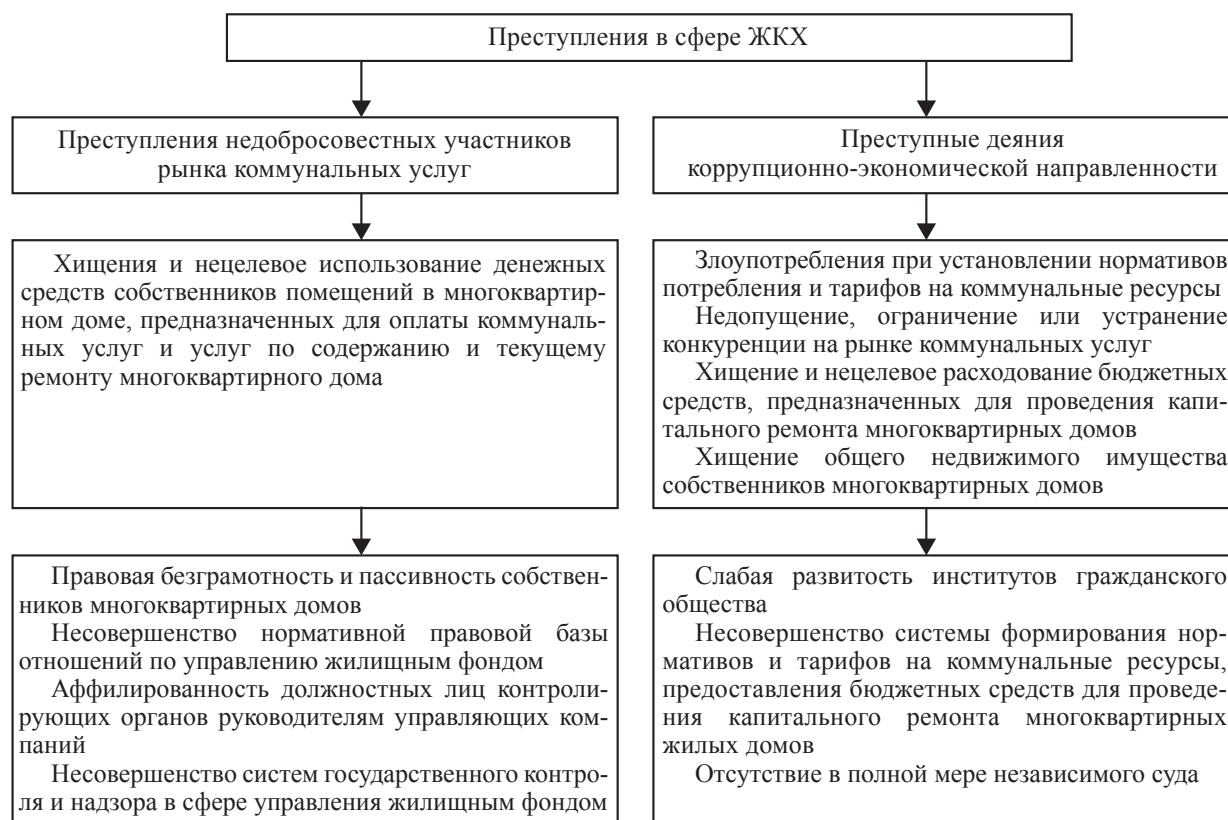 Преступления в сфере ЖКХ
Преступления недобросовестных участников
рынка коммунальных услуг
Преступные деяния
коррупционно-экономической направленности
Хищения и нецелевое использование денежных
средств собственников помещений в многоквартир-
ном доме, предназначенных для оплаты коммуналь-
ных услуг и услуг по содержанию и текущему
ремонту многоквартирного дома
Злоупотребления при установлении нормативов
потребления и тарифов на коммунальные ресурсы
Недопущение, ограничение или устранение
конкуренции на рынке коммунальных услуг
Хищение и нецелевое расходование бюджетных
средств, предназначенных для проведения капи-
тального ремонта многоквартирных домов
Хищение общего недвижимого имущества
собственников многоквартирных домов
Правовая безграмотность и пассивность собствен-
ников многоквартирных домов
Несовершенство нормативной правовой базы
отношений по управлению жилищным фондом
Аффилированность должностных лиц контроли-
рующих органов руководителям управляющих ком-
паний
Несовершенство систем государственного контро-
ля и надзора в сфере управления жилищным фондом
Слабая развитость институтов гражданского
общества
Несовершенство системы формирования нор-
мативов и тарифов на коммунальные ресурсы,
предоставления бюджетных средств для проведе-
ния капитального ремонта многоквартирных
жилых домов
Отсутствие в полной мере независимого суда